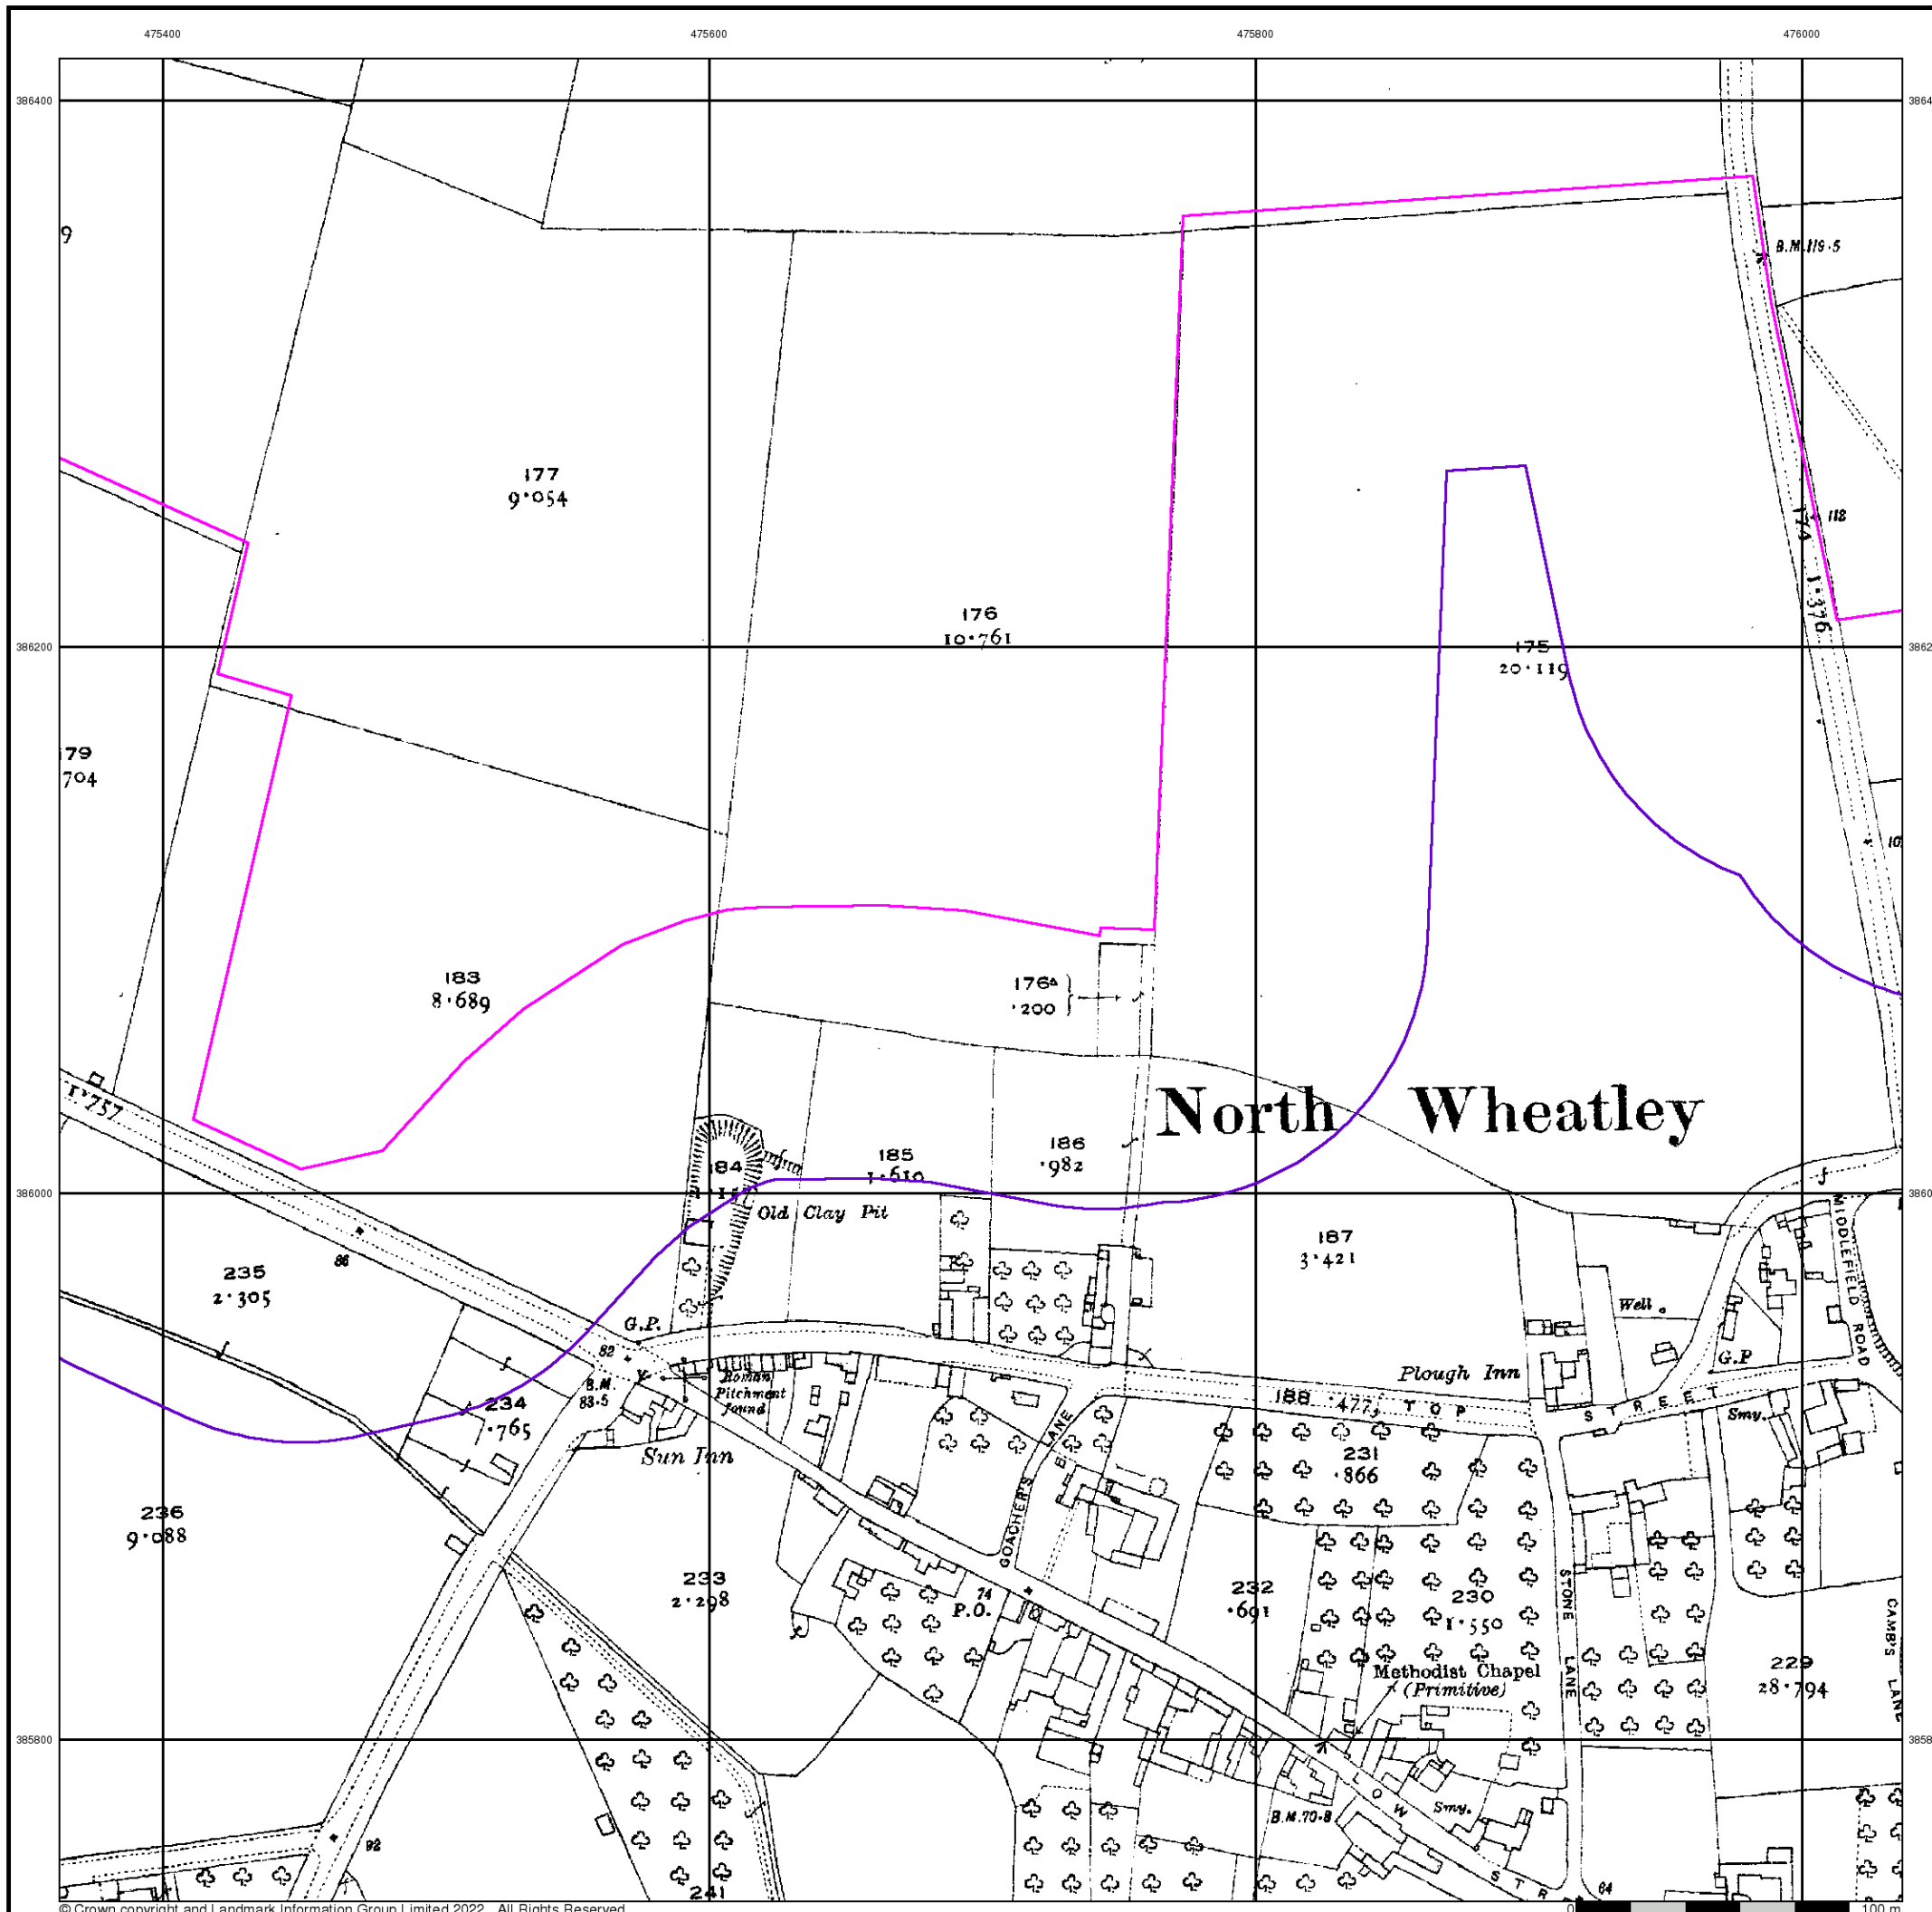 475400 475600 475800 476000
386400
9
B.M.119·5
177
9·054
118
174
1·376
176
10·761
386200
175
20·119
179
704
183
8·689
176A
·200
1·757
North Wheatley
184
185
1·610
186
·982
386000
Old Clay Pit
187
3·421
MIDDLEFIELD ROAD
86
235
2·305
Well
G.P.
82
G.P
Roman
Pitchment
found
B.M.
83·5
Plough Inn
188 ·477
TOP STREET
Smy.
234
·765
Sun Inn
GOACHER'S LANE
231
·866
236
9·088
233
2·298
74
P.O.
232
·691
230
1·550
STONE LANE
CAMB'S LANE
229
28·794
Methodist Chapel
(Primitive)
385800
LOW
B.M.70·8
Smy.
92
241
64
© Crown copyright and Landmark Information Group Limited 2022. All Rights Reserved
0 100 m